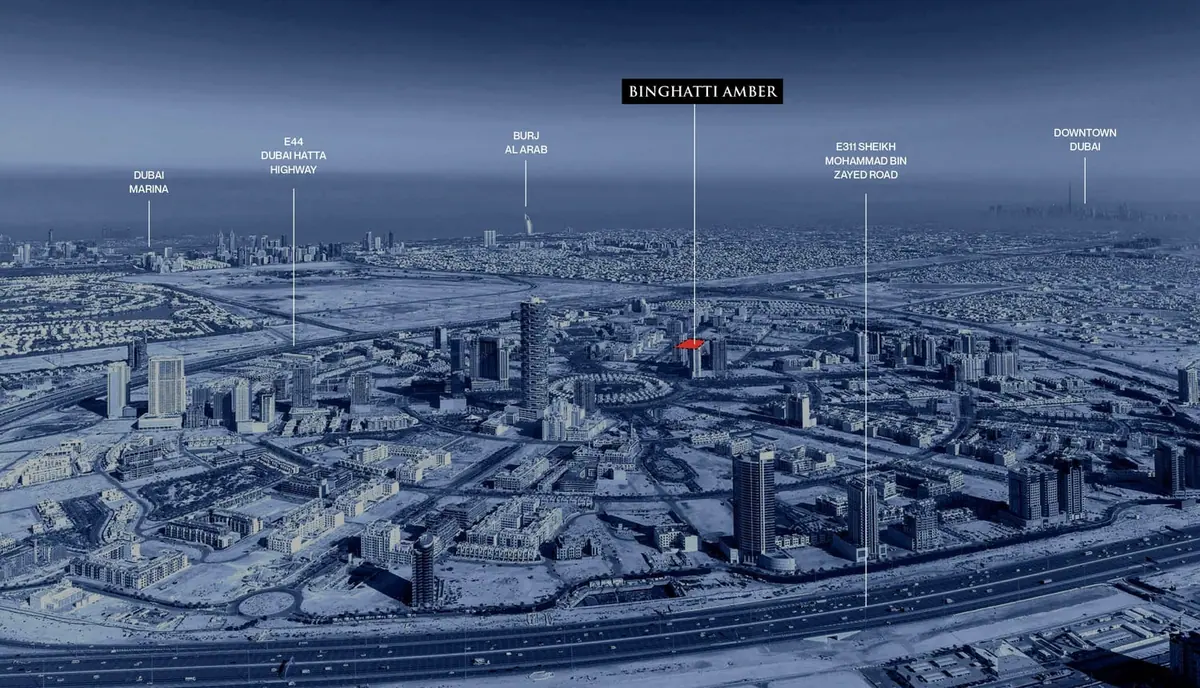 BINGHATTI AMBER
DUBAI
MARINA
E44
DUBAI HATTA
HIGHWAY
BURJ
AL ARAB
E311 SHEIKH
MOHAMMAD BIN
ZAYED ROAD
DOWNTOWN
DUBAI